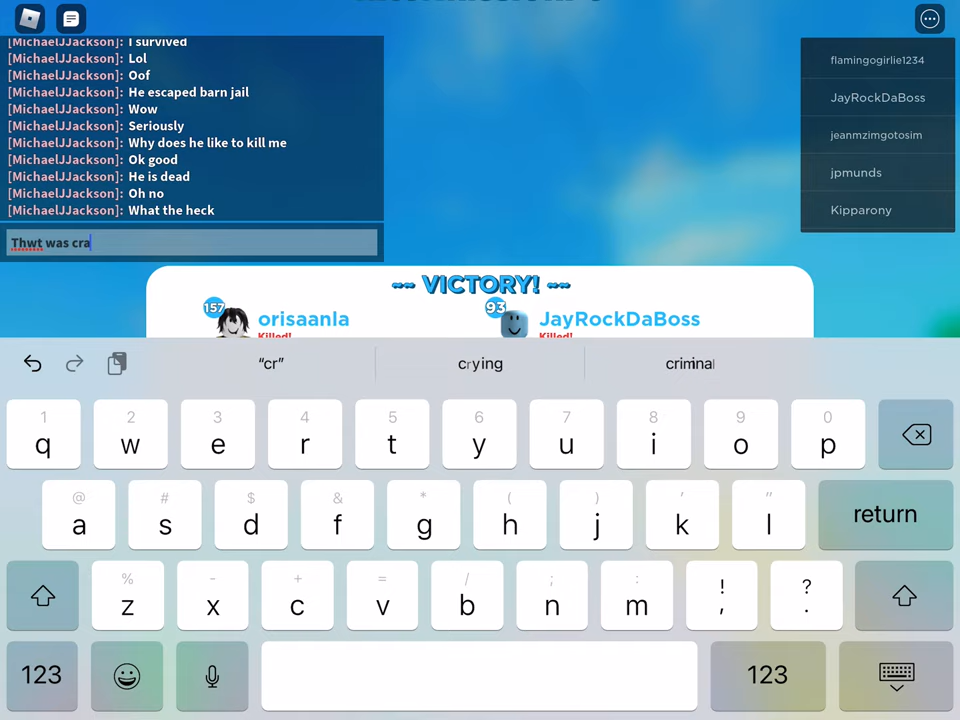 [MichaelJJackson]: I survived
[MichaelJJackson]: Lol
[MichaelJJackson]: Oof
[MichaelJJackson]: He escaped barn jail
[MichaelJJackson]: Wow
[MichaelJJackson]: Seriously
[MichaelJJackson]: Why does he like to kill me
[MichaelJJackson]: Ok good
[MichaelJJackson]: He is dead
[MichaelJJackson]: Oh no
[MichaelJJackson]: What the heck
Thwt was cra
flamingogirlie1234
JayRockDaBoss
jeanmzimgotosim
jpmunds
Kipparony
~~ VICTORY! ~~
157 orisaanla
Killed!
93 JayRockDaBoss
Killed!
“cr” crying criminal
1 2 3 4 5 6 7 8 9 0
q w e r t y u i o p
@ # $ & * ( ) ' "
a s d f g h j k l return
% - + = / ; : ! ?
z x c v b n m , .
123 123